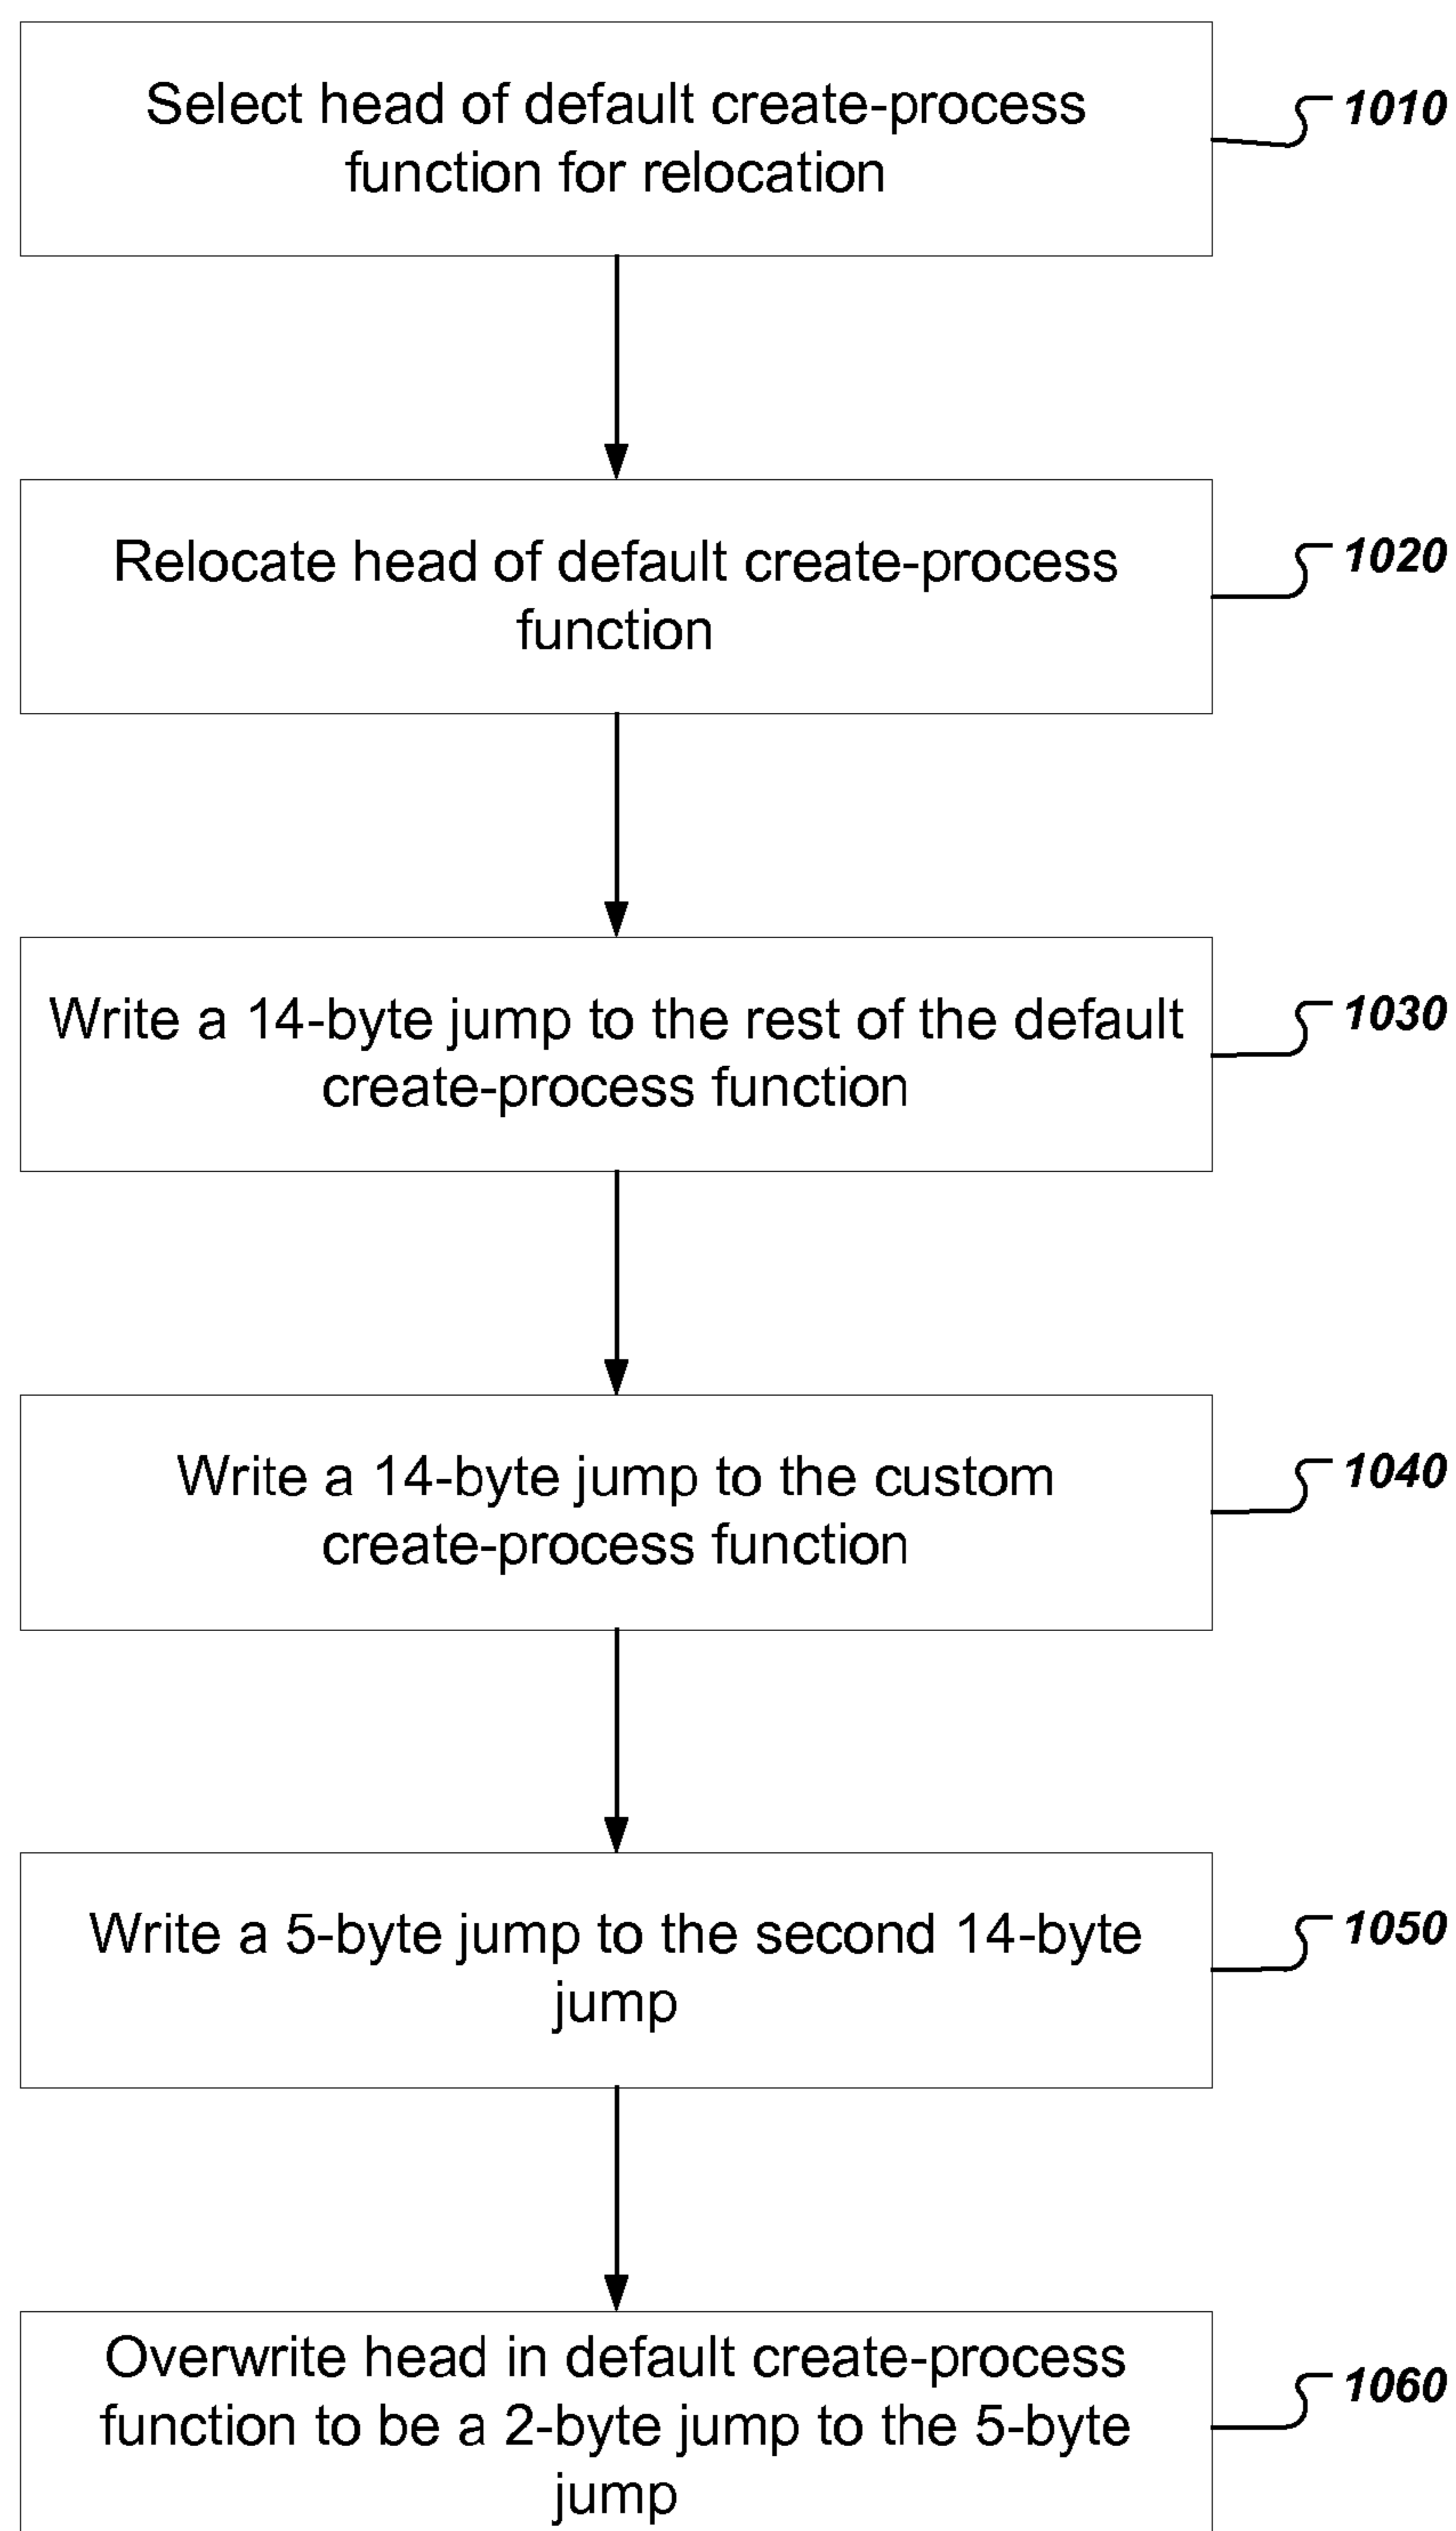 Select head of default create-process
function for relocation
1010
Relocate head of default create-process
function
1020
Write a 14-byte jump to the rest of the default
create-process function
1030
Write a 14-byte jump to the custom
create-process function
1040
Write a 5-byte jump to the second 14-byte
jump
1050
Overwrite head in default create-process
function to be a 2-byte jump to the 5-byte
jump
1060